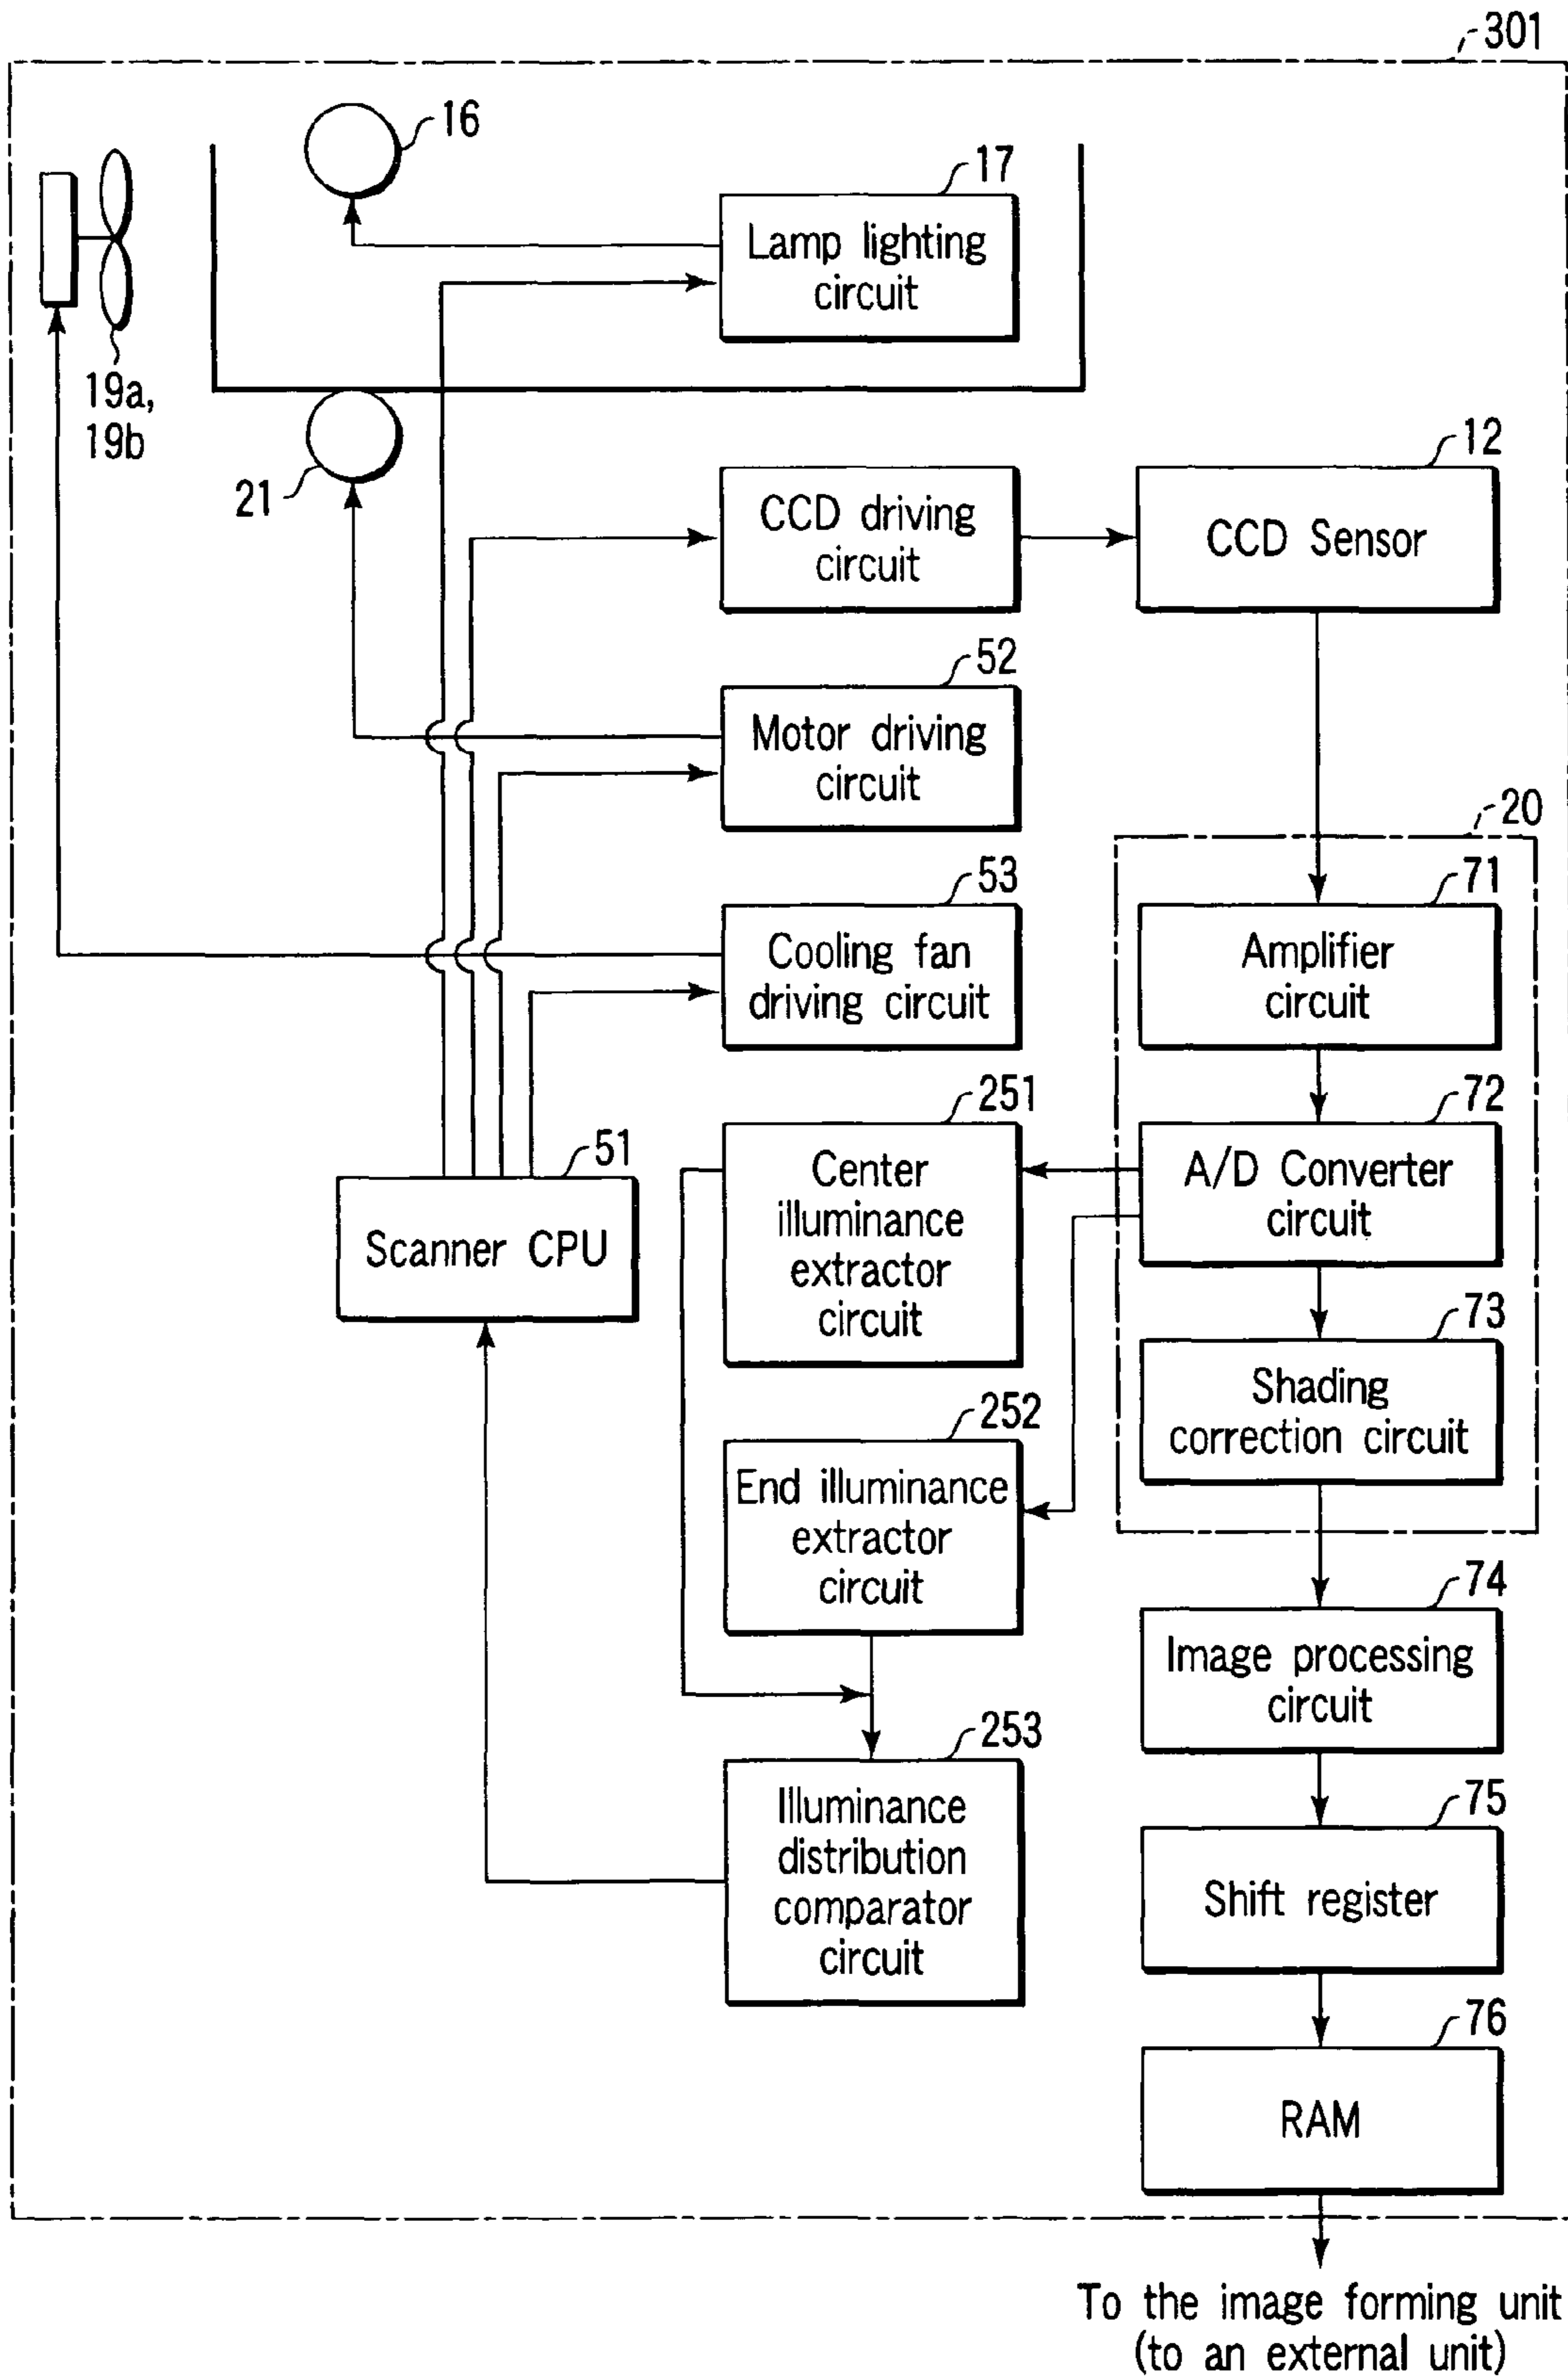 301
16
17
Lamp lighting
circuit
19a,
19b
21
CCD driving
circuit
12
CCD Sensor
52
Motor driving
circuit
20
53
Cooling fan
driving circuit
71
Amplifier
circuit
251
Center
illuminance
extractor
circuit
72
A/D Converter
circuit
51
Scanner CPU
73
Shading
correction circuit
252
End illuminance
extractor
circuit
74
Image processing
circuit
253
Illuminance
distribution
comparator
circuit
75
Shift register
76
RAM
To the image forming unit
(to an external unit)